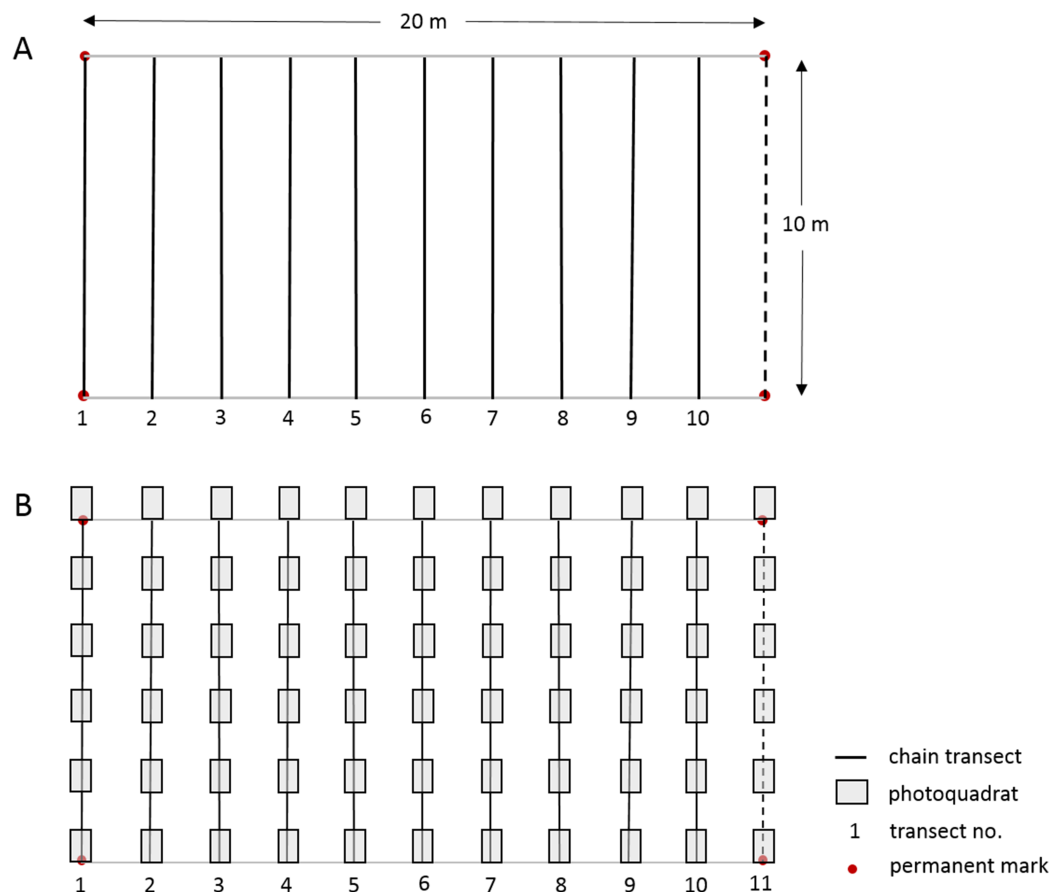 20 m
A
10 m
1 2 3 4 5 6 7 8 9 10
B
chain transect
photoquadrat
1 transect no.
permanent mark
1 2 3 4 5 6 7 8 9 10 11